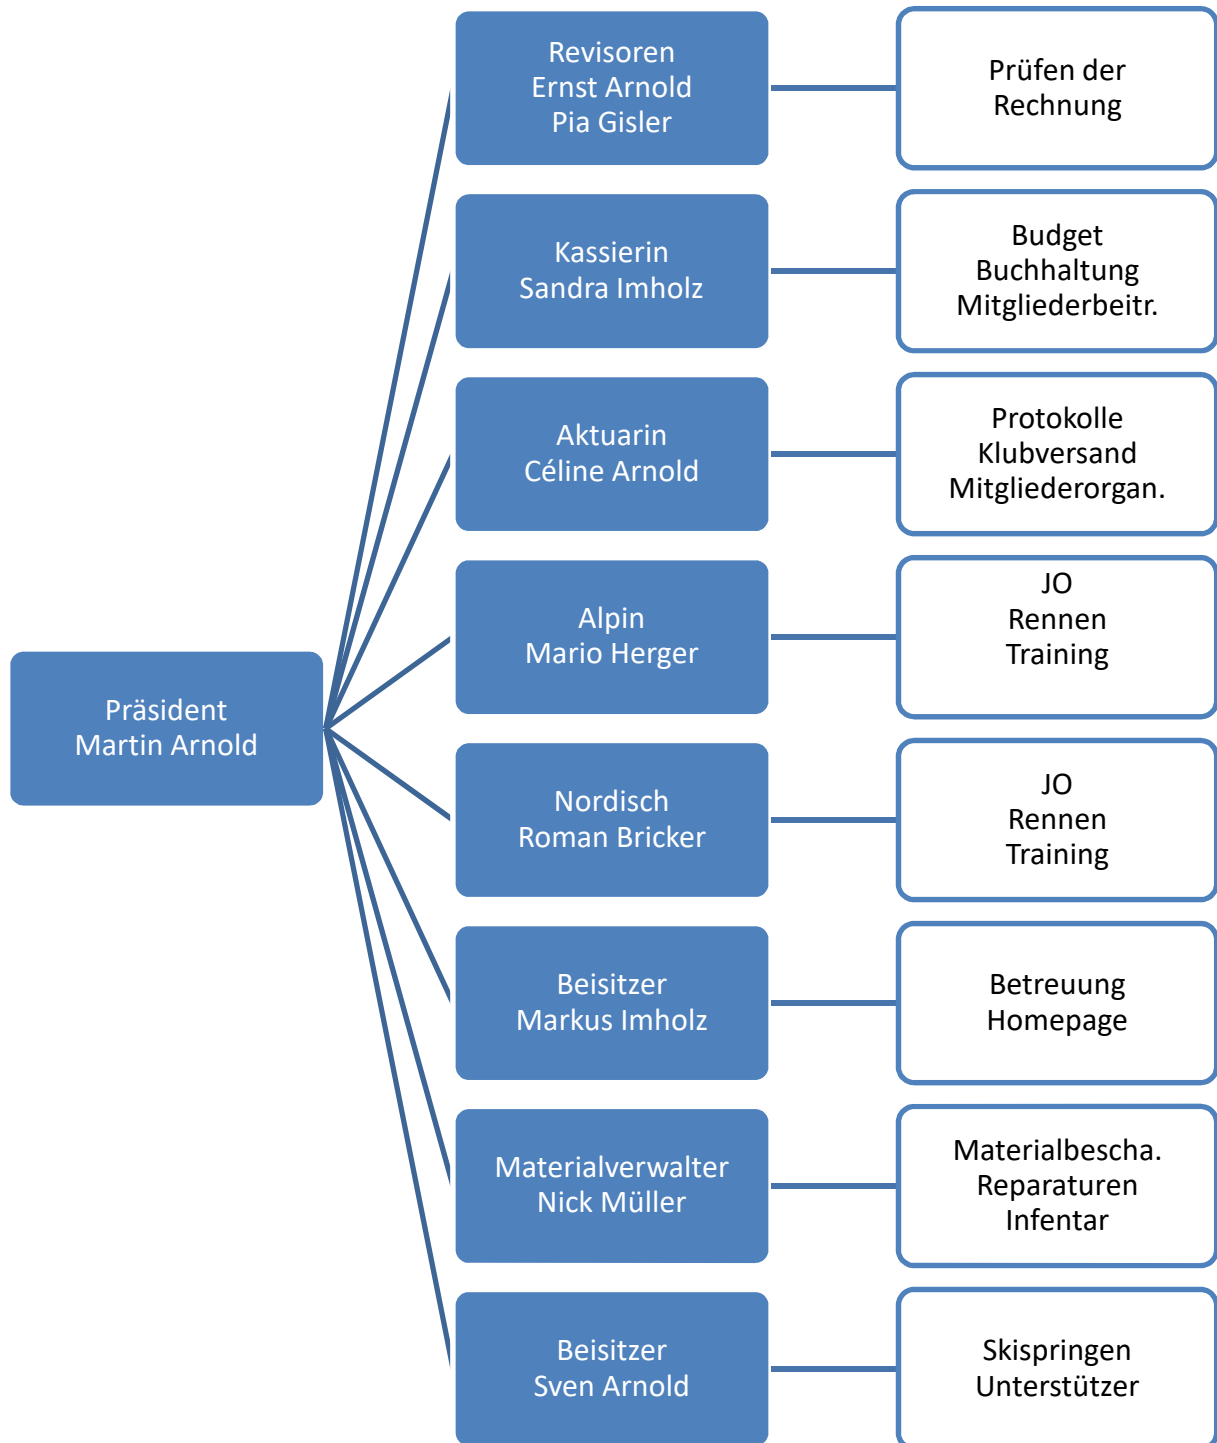 Präsident
Martin Arnold
Revisoren
Ernst Arnold
Pia Gisler
Prüfen der
Rechnung
Kassierin
Sandra Imholz
Budget
Buchhaltung
Mitgliederbeitr.
Aktuarin
Céline Arnold
Protokolle
Klubversand
Mitgliederorgan.
Alpin
Mario Herger
JO
Rennen
Training
Nordisch
Roman Bricker
JO
Rennen
Training
Beisitzer
Markus Imholz
Betreuung
Homepage
Materialverwalter
Nick Müller
Materialbescha.
Reparaturen
Infentar
Beisitzer
Sven Arnold
Skispringen
Unterstützer